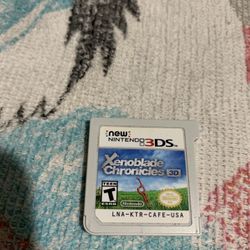 new
NINTENDO 3DS
Xenoblade
Chronicles 3D
TEEN
T
ESRB
Nintendo
LNA-KTR-CAFE-USA